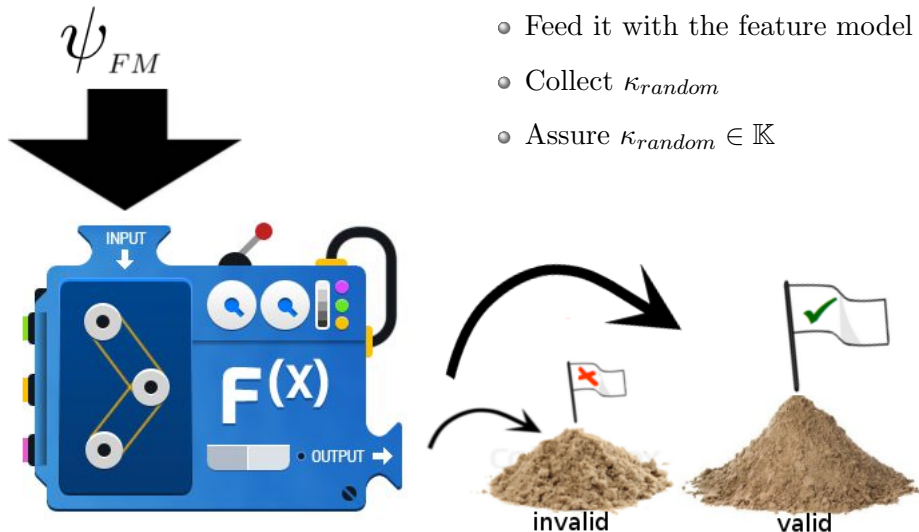 ψ_FM
• Feed it with the feature model
• Collect κ_random
• Assure κ_random ∈ 𝕂
INPUT
F(X)
OUTPUT
invalid
valid